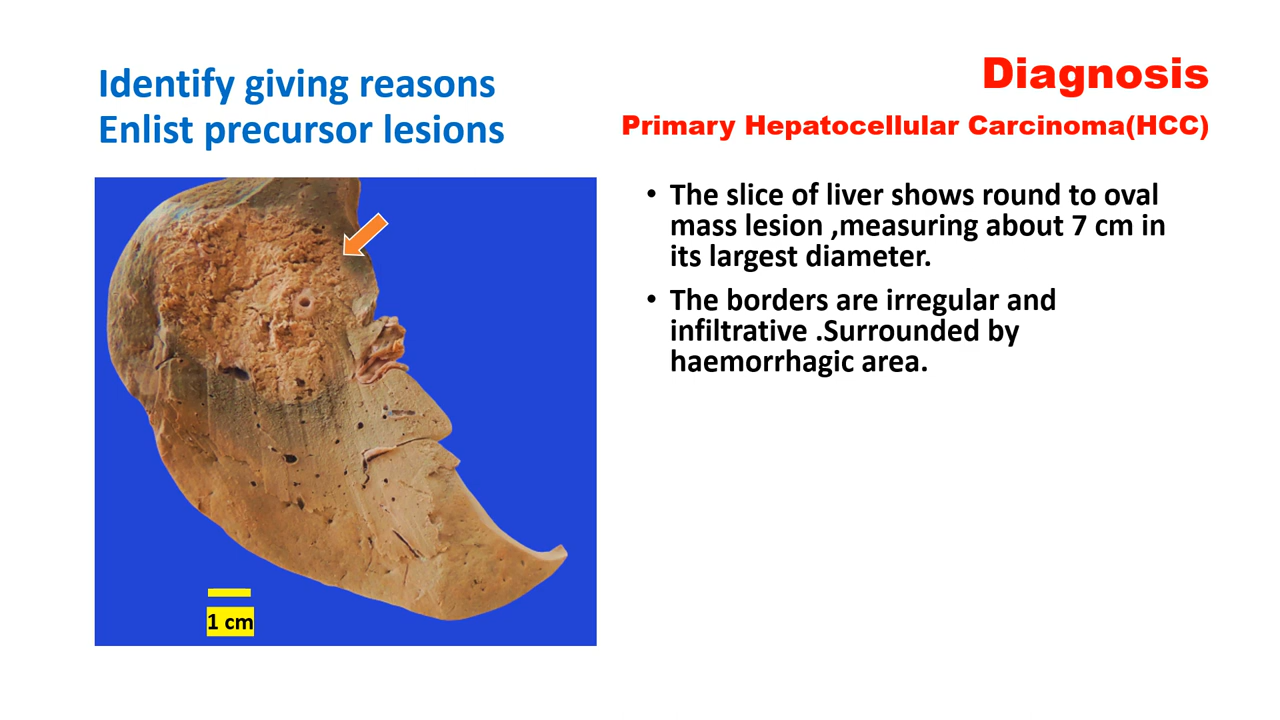 Identify giving reasons
Enlist precursor lesions
Diagnosis
Primary Hepatocellular Carcinoma(HCC)
• The slice of liver shows round to oval
mass lesion ,measuring about 7 cm in
its largest diameter.
• The borders are irregular and
infiltrative .Surrounded by
haemorrhagic area.
1 cm